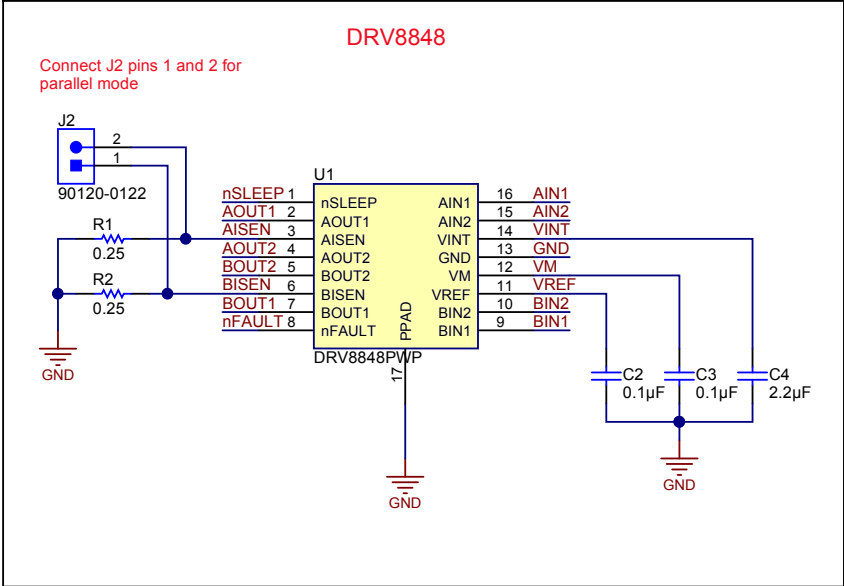 DRV8848
Connect J2 pins 1 and 2 for
parallel mode
J2
2
1
90120-0122
R1
0.25
R2
0.25
GND
U1
nSLEEP 1 nSLEEP AIN1 16 AIN1
AOUT1 2 AOUT1 AIN2 15 AIN2
AISEN 3 AISEN VINT 14 VINT
AOUT2 4 AOUT2 GND 13 GND
BOUT2 5 BOUT2 VM 12 VM
BISEN 6 BISEN VREF 11 VREF
BOUT1 7 BOUT1 BIN2 10 BIN2
nFAULT 8 nFAULT BIN1 9 BIN1
PPAD
DRV8848PWP
17
GND
C2
0.1µF
C3
0.1µF
C4
2.2µF
GND